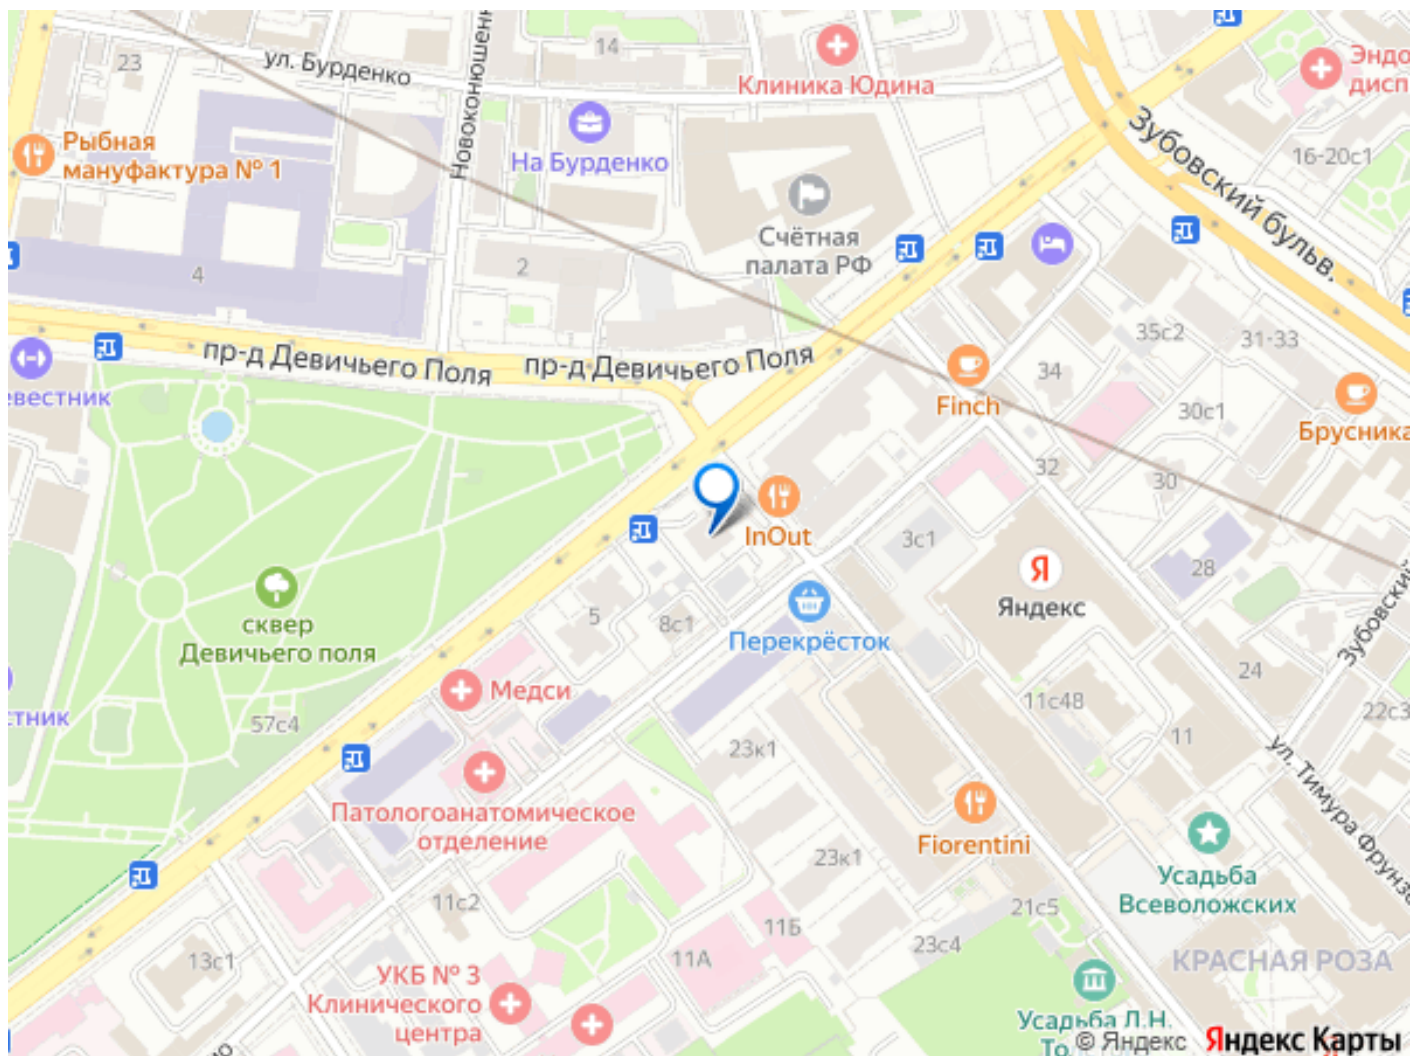 23
ул. Бурденко
Новоконюшенн
14
Клиника Юдина
Эндо
дисп
Рыбная
мануфактура № 1
На Бурденко
Зубовский бульв.
16-20с1
Счётная
палата РФ
4
2
35с2
31-33
пр-д Девичьего Поля
пр-д Девичьего Поля
34
Finch
30с1
Брусника
евестник
32
30
InOut
3с1
Я
Яндекс
28
сквер
Девичьего поля
5
8с1
Перекрёсток
Зубовский
24
Медси
11с48
22с3
стник
57с4
23к1
11
ул. Тимура Фрунзе
Патологоанатомическое
отделение
Fiorentini
23к1
Усадьба
Всеволожских
11с2
21с5
11Б
23с4
13с1
11А
КРАСНАЯ РОЗА
УКБ № 3
Клинического
центра
Усадьба Л.Н.
То
© Яндекс
Яндекс Карты